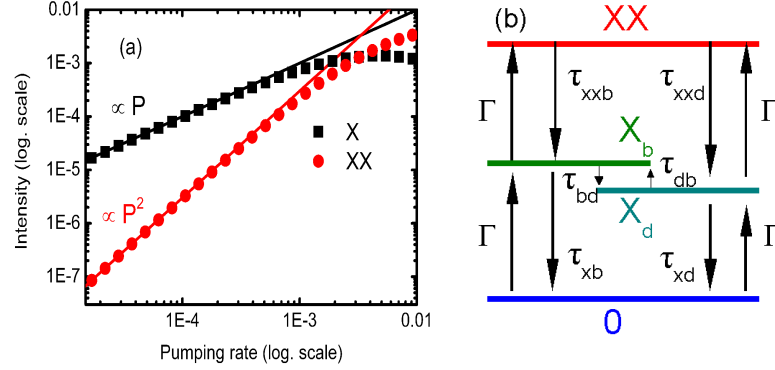 (a)
Intensity (log. scale)
0.01
1E-3
1E-4
1E-5
1E-6
1E-7
∝ P
∝ P²
X
XX
1E-4
1E-3
0.01
Pumping rate (log. scale)
(b)
XX
Γ
τxxb
τxxd
Γ
Xb
τbd
τdb
Xd
Γ
τxb
τxd
Γ
0